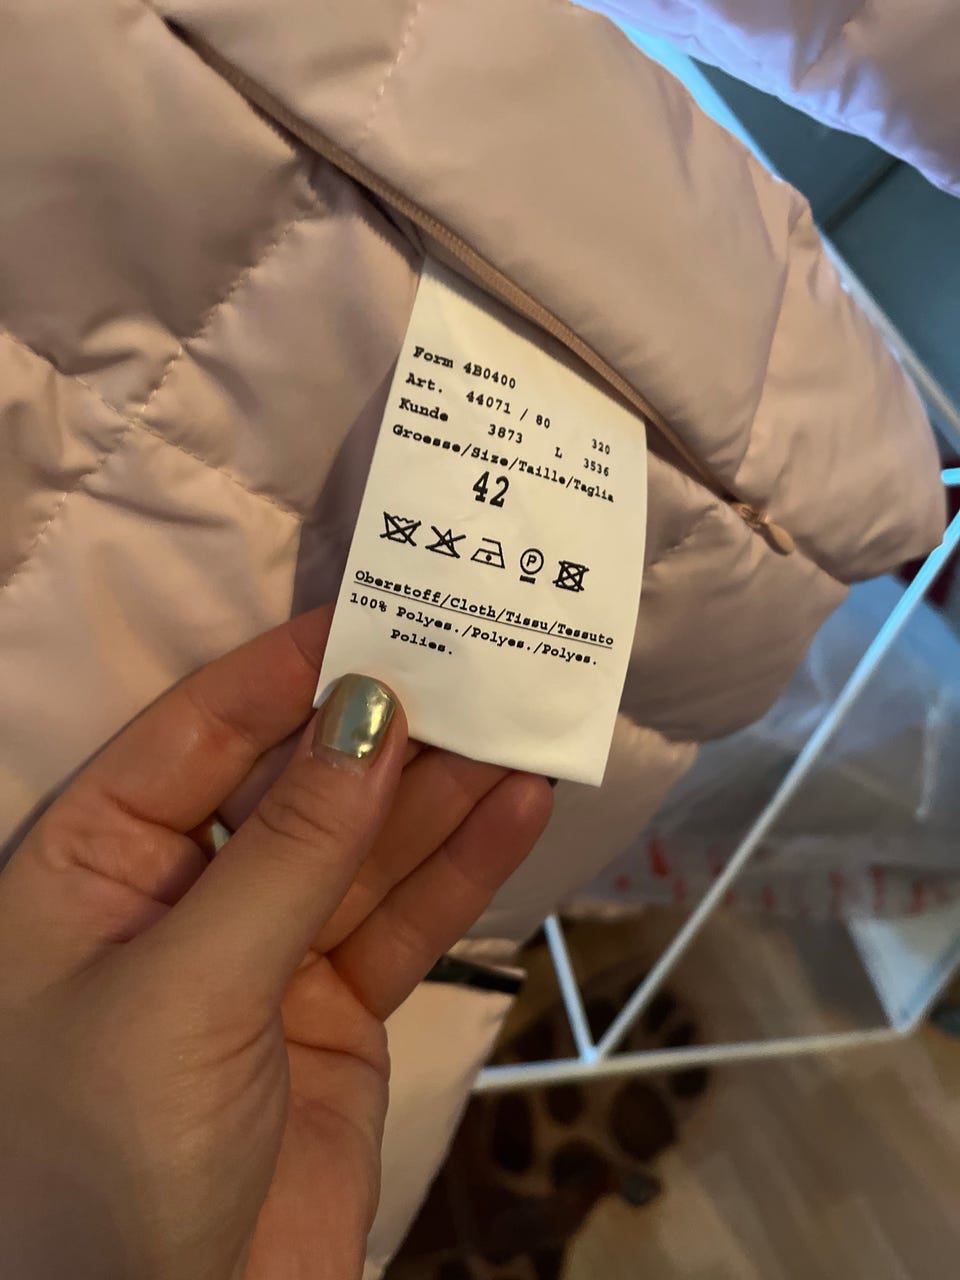 Form 4B0400
Art. 44071 / 80 320
Kunde 3873 L 3536
Groesse/Size/Taille/Taglia
42
P
Oberstoff/Cloth/Tissu/Tessuto
100% Polyes./Polyes./Polyes.
Polies.